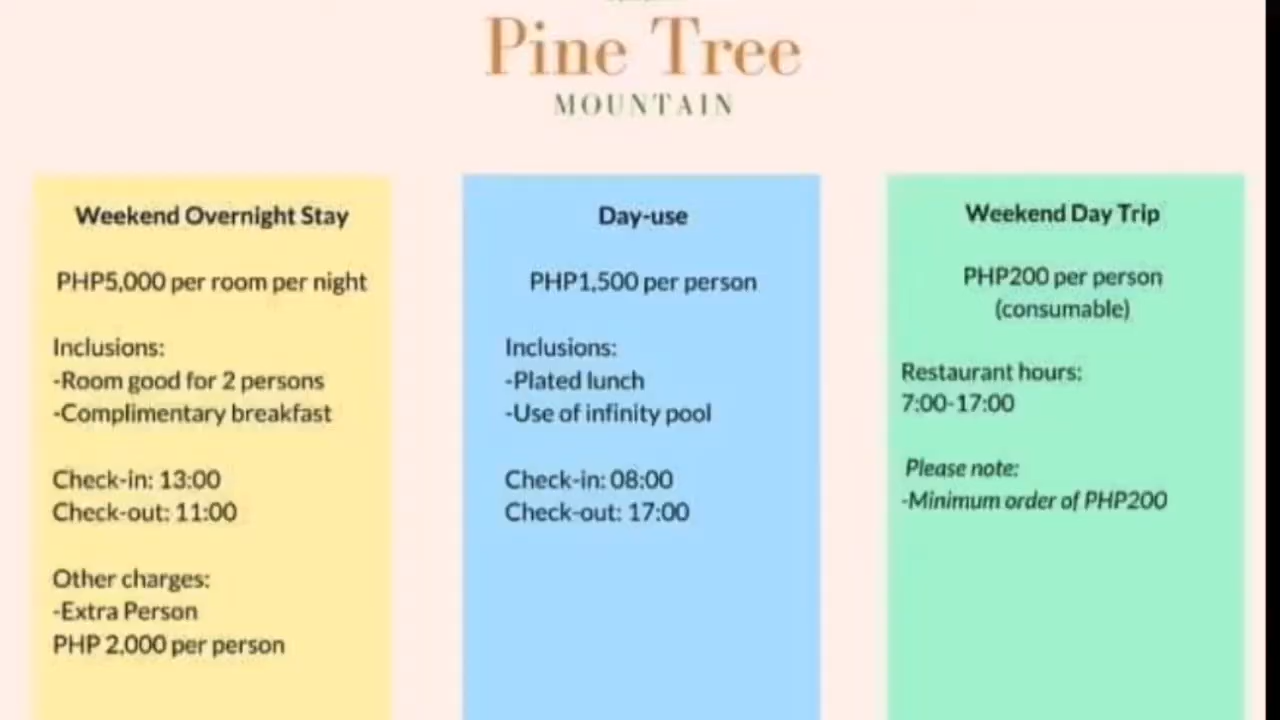 Pine Tree
MOUNTAIN
Weekend Overnight Stay
PHP5,000 per room per night
Inclusions:
-Room good for 2 persons
-Complimentary breakfast
Check-in: 13:00
Check-out: 11:00
Other charges:
-Extra Person
PHP 2,000 per person
Day-use
PHP1,500 per person
Inclusions:
-Plated lunch
-Use of infinity pool
Check-in: 08:00
Check-out: 17:00
Weekend Day Trip
PHP200 per person
(consumable)
Restaurant hours:
7:00-17:00
Please note:
-Minimum order of PHP200